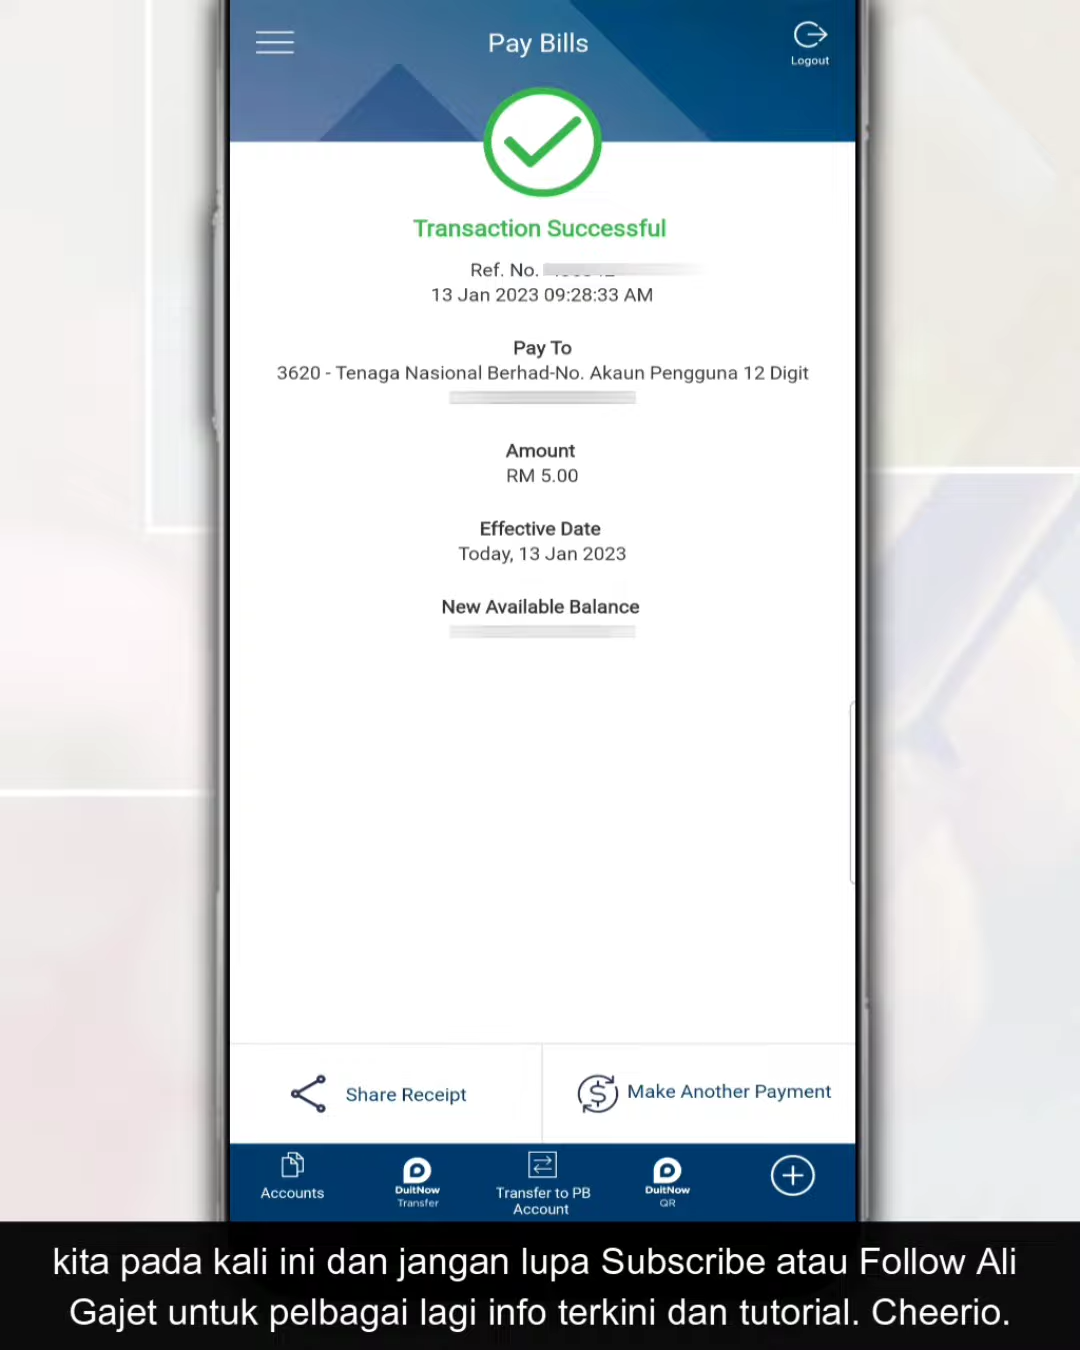 Pay Bills
Logout
Transaction Successful
Ref. No.
13 Jan 2023 09:28:33 AM
Pay To
3620 - Tenaga Nasional Berhad-No. Akaun Pengguna 12 Digit
Amount
RM 5.00
Effective Date
Today, 13 Jan 2023
New Available Balance
Share Receipt
Make Another Payment
Accounts
DuitNow
Transfer
Transfer to PB
Account
DuitNow
QR
kita pada kali ini dan jangan lupa Subscribe atau Follow Ali
Gajet untuk pelbagai lagi info terkini dan tutorial. Cheerio.